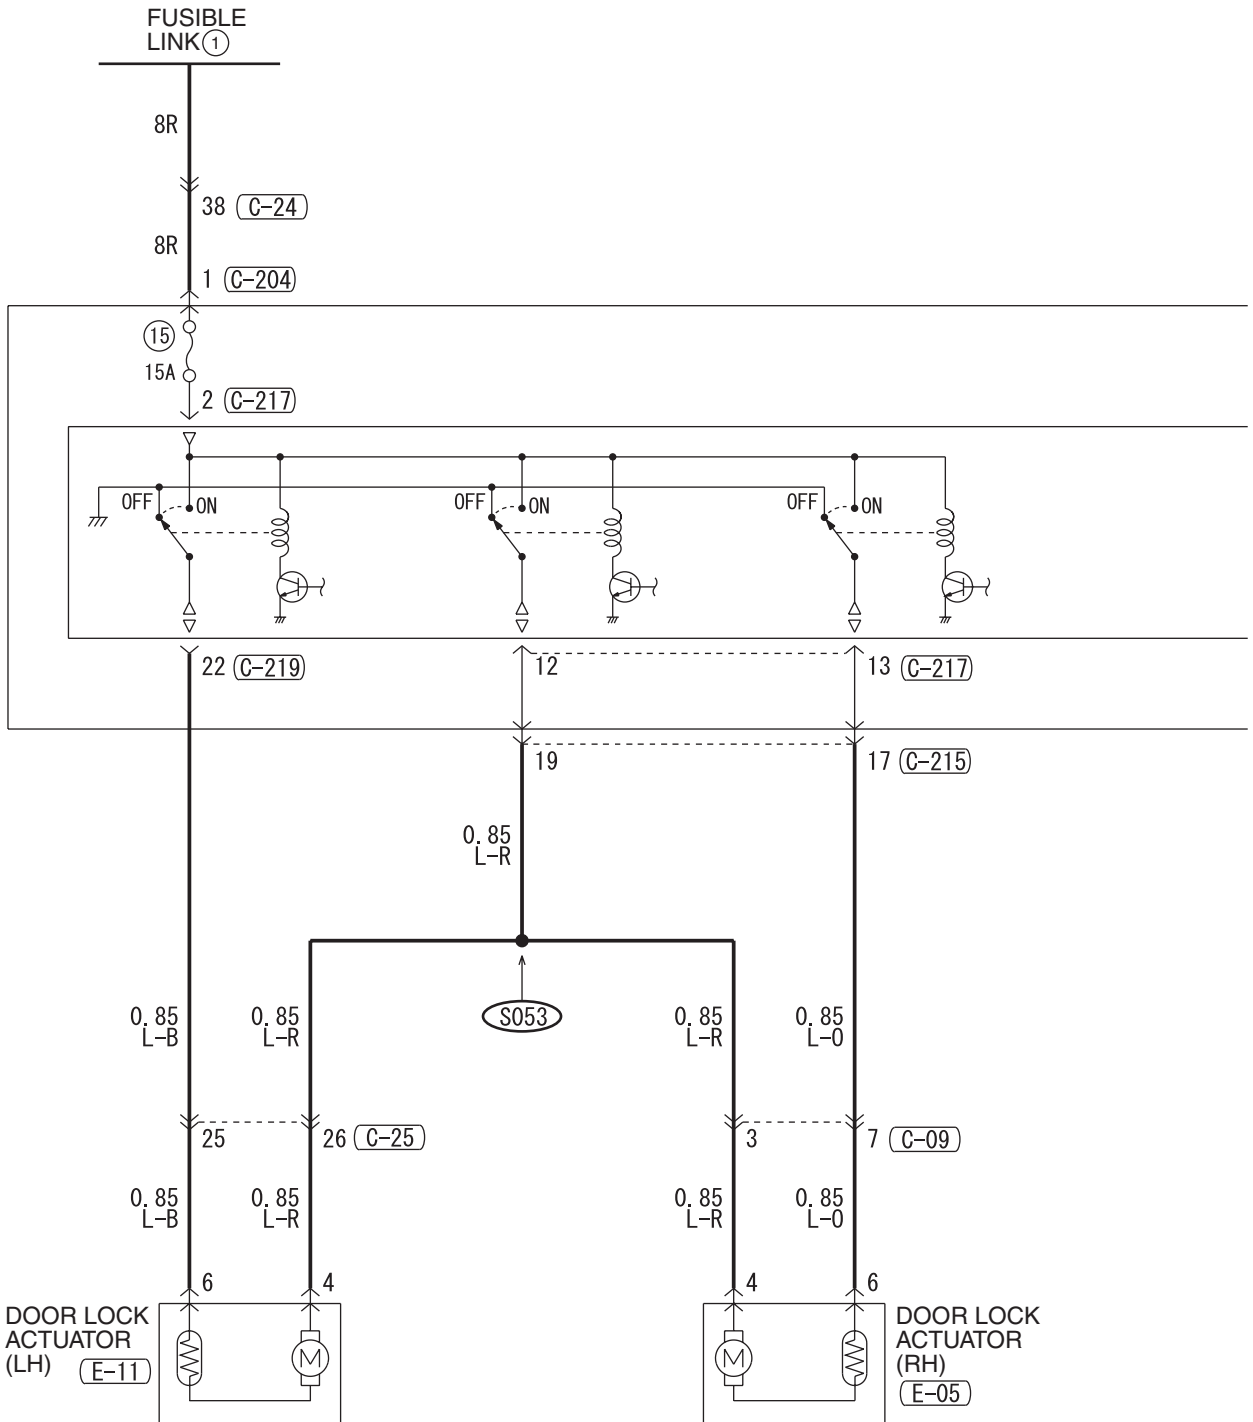 FUSIBLE
LINK 1
8R
38 C-24
8R
1 C-204
15
15A
2 C-217
OFF ON OFF ON OFF ON
22 C-219 12 13 C-217
19 17 C-215
0.85
L-R
S053
0.85 0.85 0.85 0.85
L-B L-R L-R L-O
25 26 C-25 3 7 C-09
0.85 0.85 0.85 0.85
L-B L-R L-R L-O
6 4 4 6
DOOR LOCK
ACTUATOR
(LH) E-11
M M
DOOR LOCK
ACTUATOR
(RH)
E-05